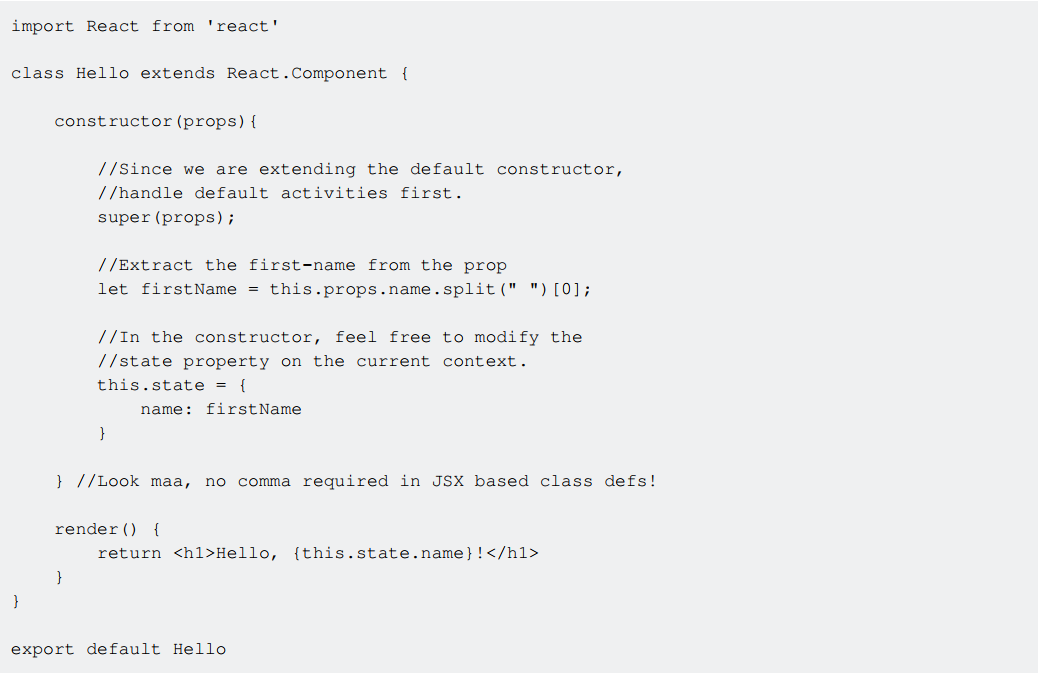 import React from 'react'
class Hello extends React.Component {
constructor(props){
//Since we are extending the default constructor,
//handle default activities first.
super(props);
//Extract the first-name from the prop
let firstName = this.props.name.split(" ")[0];
//In the constructor, feel free to modify the
//state property on the current context.
this.state = {
name: firstName
}
} //Look maa, no comma required in JSX based class defs!
render() {
return <h1>Hello, {this.state.name}!</h1>
}
}
export default Hello